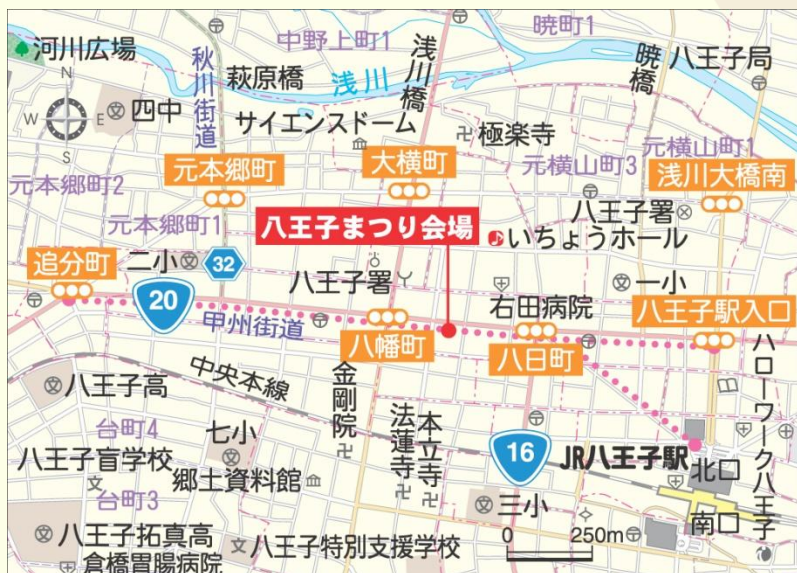 暁町1
中野上町1
河川広場
秋川街道
萩原橋
浅川
浅川橋
暁橋
八王子局
N
W
E
S
四中
サイエンスドーム
極楽寺
元横山町3
元横山町1
元本郷町2
元本郷町
大横町
浅川大橋南
元本郷町1
八王子まつり会場
八王子署
いちょうホール
追分町
二小
32
20
八王子署
右田病院
一小
八王子駅入口
甲州街道
八幡町
八日町
中央本線
金剛院
法蓮寺
本立寺
ハローワーク八王子
八王子高
台町4
七小
16
JR八王子駅
北口
八王子盲学校
郷土資料館
台町3
三小
南口
八王子拓真高
倉橋胃腸病院
八王子特別支援学校
0
250m